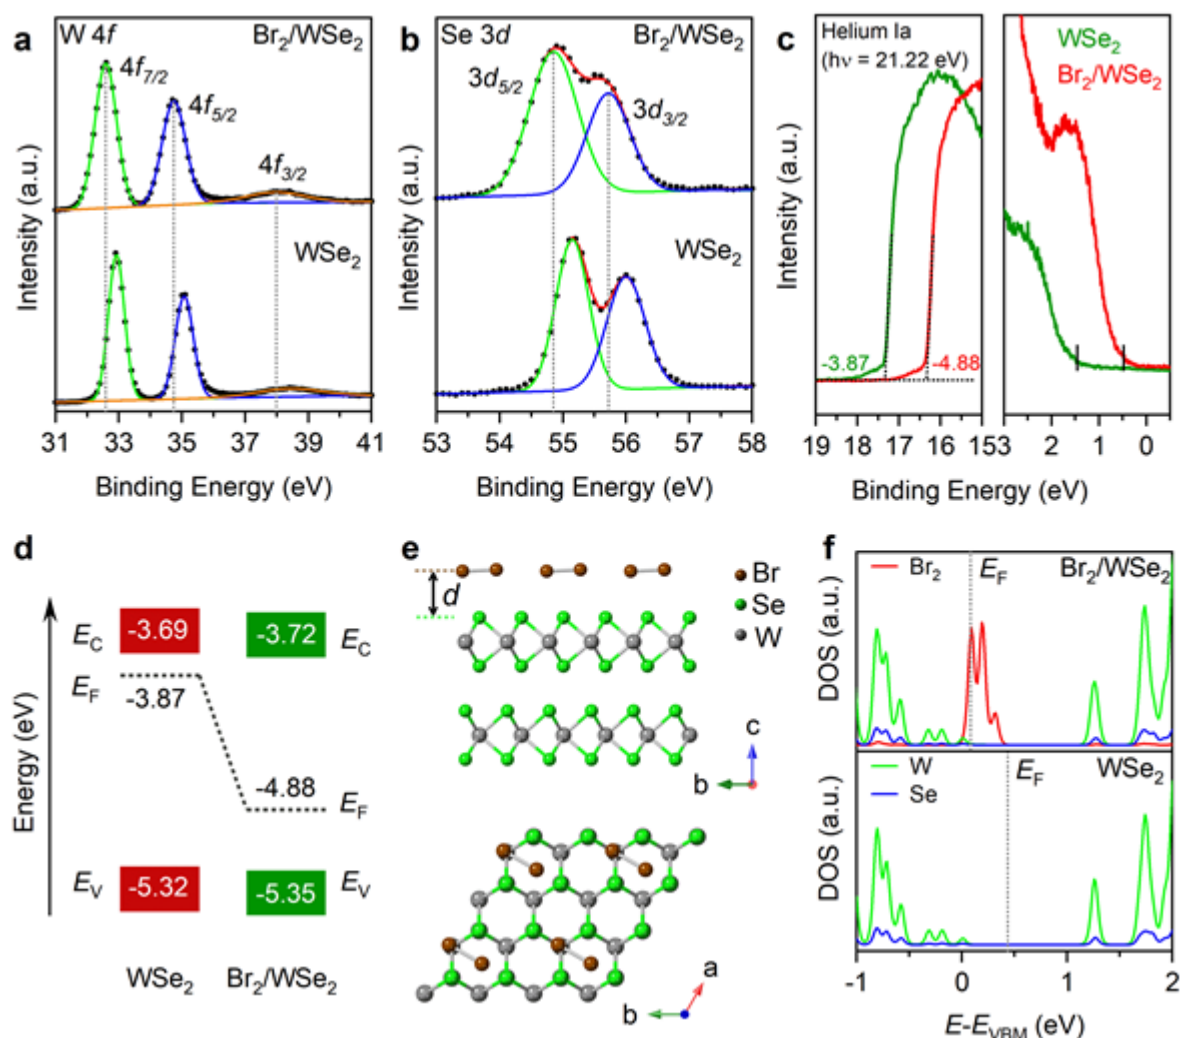 a
W 4f
Br2/WSe2
4f7/2
4f5/2
4f3/2
WSe2
Intensity (a.u.)
31 33 35 37 39 41
Binding Energy (eV)
b
Se 3d
Br2/WSe2
3d5/2
3d3/2
WSe2
Intensity (a.u.)
53 54 55 56 57 58
Binding Energy (eV)
c
Helium Ia
(hν = 21.22 eV)
WSe2
Br2/WSe2
-3.87
-4.88
Intensity (a.u.)
19 18 17 16 15 3 2 1 0
Binding Energy (eV)
d
EC -3.69 -3.72 EC
EF -3.87
-4.88 EF
EV -5.32 -5.35 EV
Energy (eV)
WSe2 Br2/WSe2
e
d
Br
Se
W
c
b
a
b
f
Br2 EF Br2/WSe2
DOS (a.u.)
W EF WSe2
Se
DOS (a.u.)
-1 0 1 2
E-EVBM (eV)